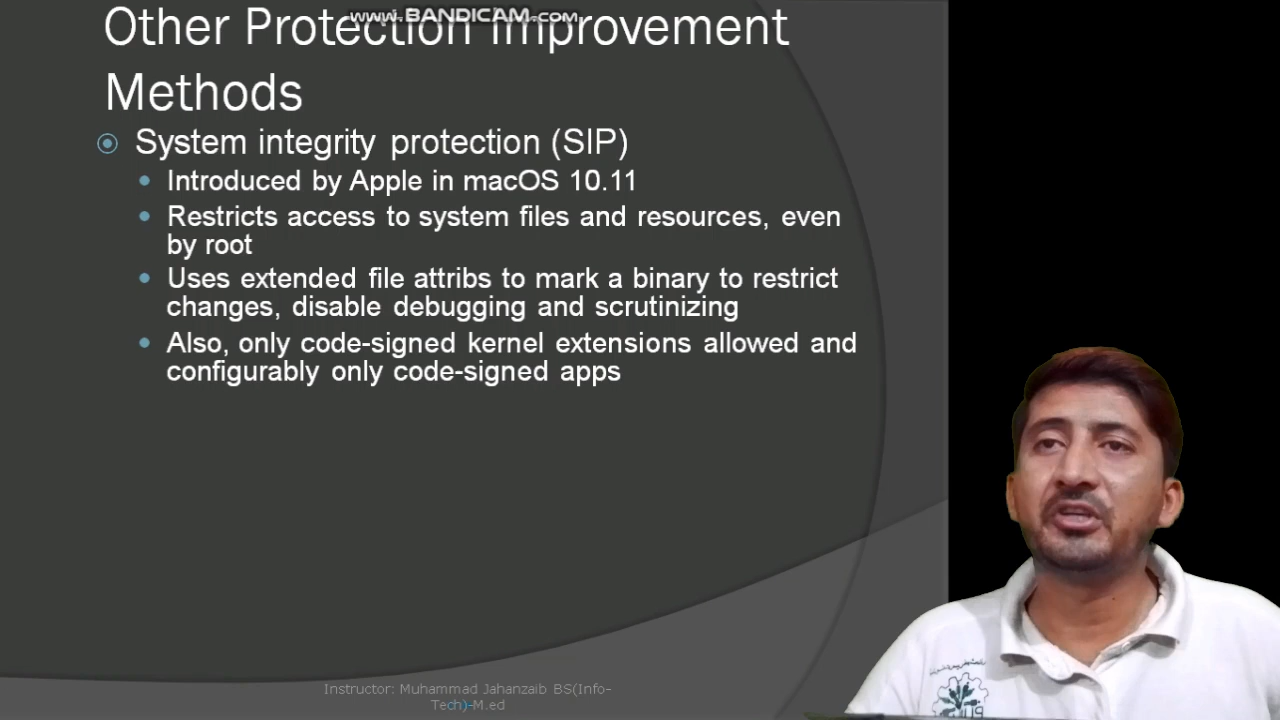 www.BANDICAM.com
Other Protection Improvement
Methods
System integrity protection (SIP)
Introduced by Apple in macOS 10.11
Restricts access to system files and resources, even
by root
Uses extended file attribs to mark a binary to restrict
changes, disable debugging and scrutinizing
Also, only code-signed kernel extensions allowed and
configurably only code-signed apps
Instructor: Muhammad Jahanzaib BS(Info-
Tech)-M.ed